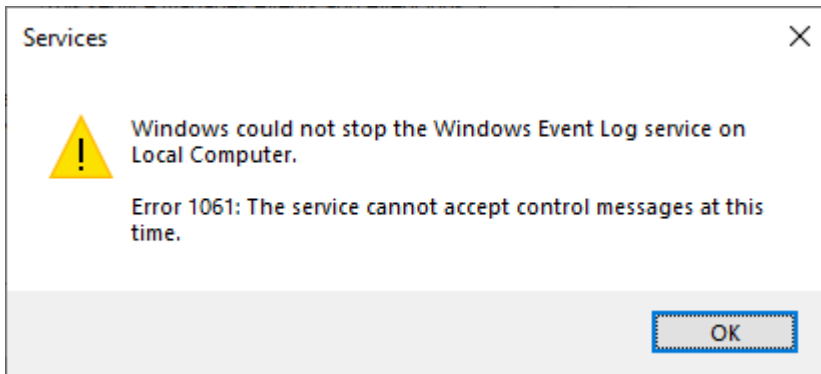 Services
Windows could not stop the Windows Event Log service on
Local Computer.
Error 1061: The service cannot accept control messages at this
time.
OK